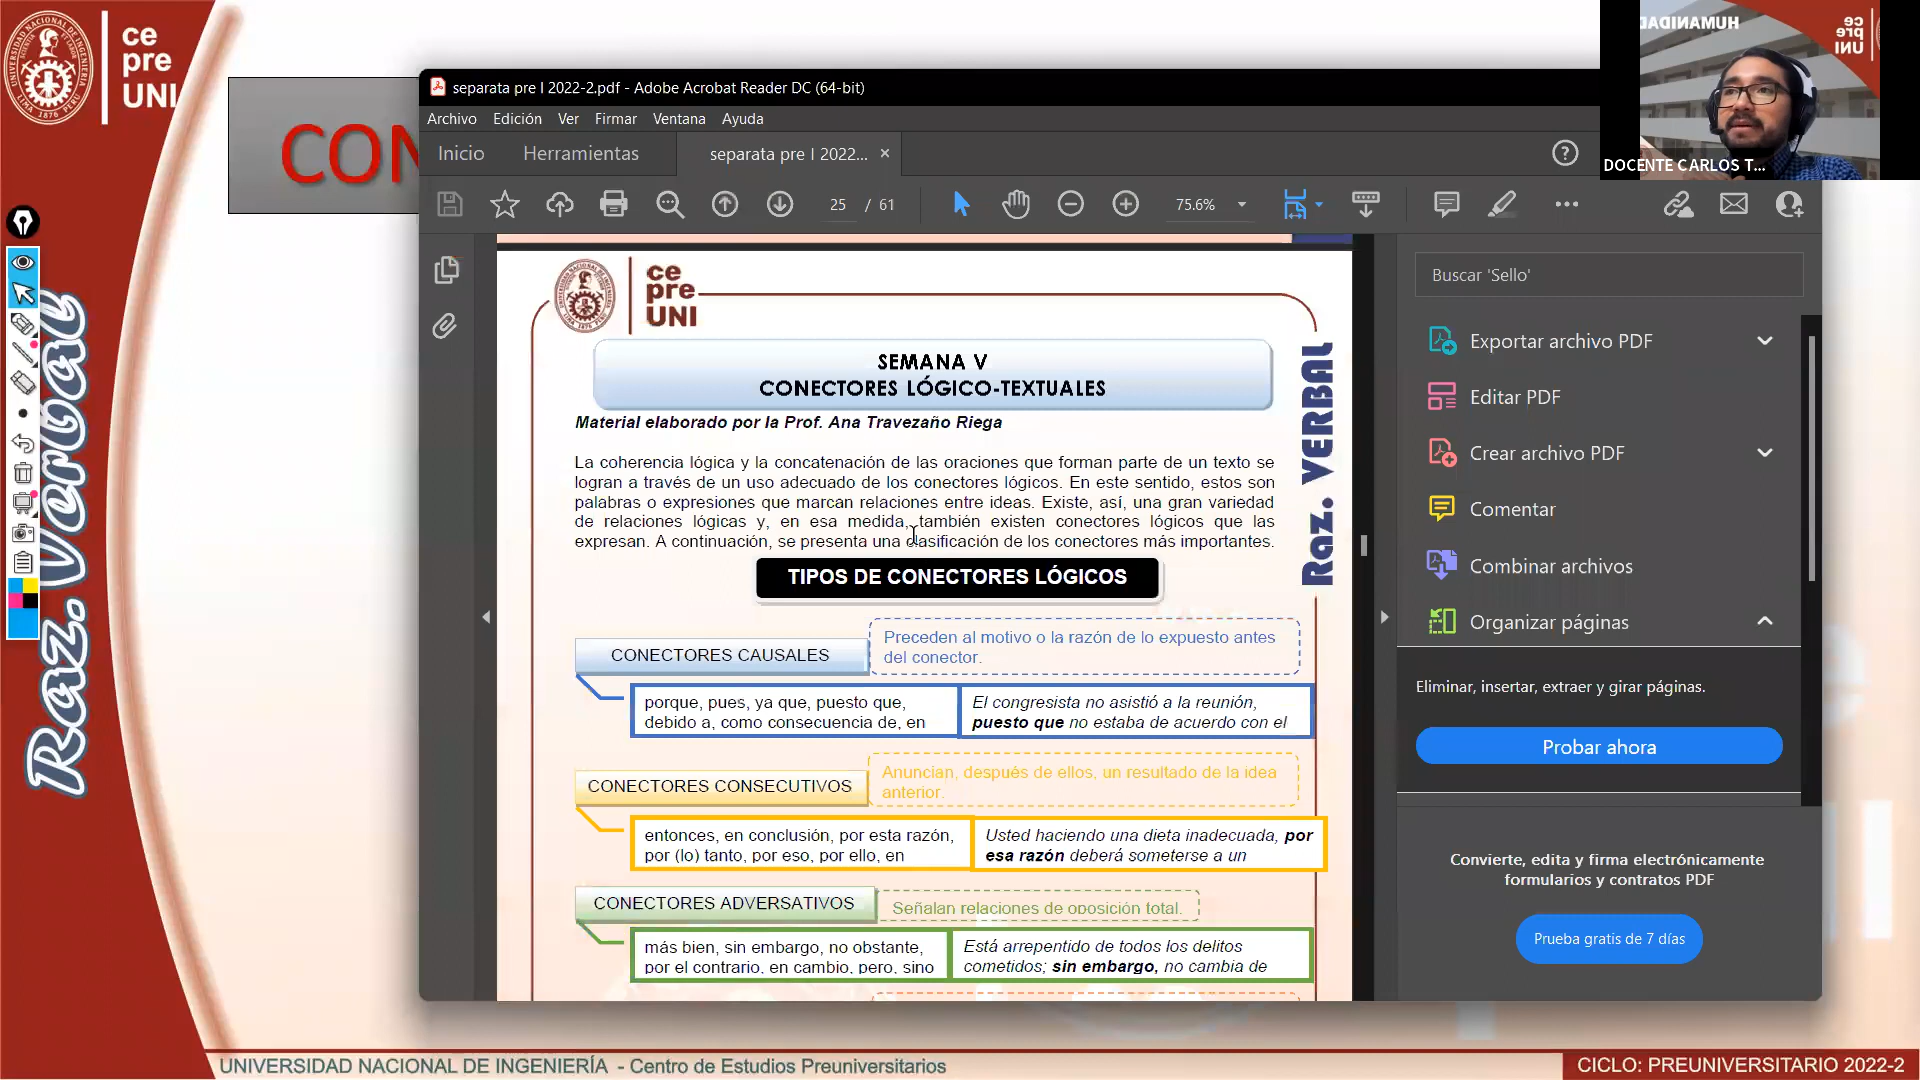 UNIVERSIDAD NACIONAL DE INGENIERIA
LIMA 1876 PERU
ce
pre
UNI
CON
Raz. Verbal
separata pre I 2022-2.pdf - Adobe Acrobat Reader DC (64-bit)
Archivo Edición Ver Firmar Ventana Ayuda
Inicio Herramientas separata pre I 2022... ×
25 / 61 75.6%
HUMANIDA
ce
pre
UNI
DOCENTE CARLOS T...
ce
pre
UNI
SEMANA V
CONECTORES LÓGICO-TEXTUALES
Material elaborado por la Prof. Ana Travezaño Riega
La coherencia lógica y la concatenación de las oraciones que forman parte de un texto se
logran a través de un uso adecuado de los conectores lógicos. En este sentido, estos son
palabras o expresiones que marcan relaciones entre ideas. Existe, así, una gran variedad
de relaciones lógicas y, en esa medida, también existen conectores lógicos que las
expresan. A continuación, se presenta una clasificación de los conectores más importantes.
Raz. VERBAL
TIPOS DE CONECTORES LÓGICOS
CONECTORES CAUSALES
Preceden al motivo o la razón de lo expuesto antes
del conector.
porque, pues, ya que, puesto que,
debido a, como consecuencia de, en
El congresista no asistió a la reunión,
puesto que no estaba de acuerdo con el
CONECTORES CONSECUTIVOS
Anuncian, después de ellos, un resultado de la idea
anterior.
entonces, en conclusión, por esta razón,
por (lo) tanto, por eso, por ello, en
Usted haciendo una dieta inadecuada, por
esa razón deberá someterse a un
CONECTORES ADVERSATIVOS
Señalan relaciones de oposición total.
más bien, sin embargo, no obstante,
por el contrario, en cambio, pero, sino
Está arrepentido de todos los delitos
cometidos; sin embargo, no cambia de
Buscar 'Sello'
Exportar archivo PDF
Editar PDF
Crear archivo PDF
Comentar
Combinar archivos
Organizar páginas
Eliminar, insertar, extraer y girar páginas.
Probar ahora
Convierte, edita y firma electrónicamente
formularios y contratos PDF
Prueba gratis de 7 días
UNIVERSIDAD NACIONAL DE INGENIERÍA - Centro de Estudios Preuniversitarios
CICLO: PREUNIVERSITARIO 2022-2